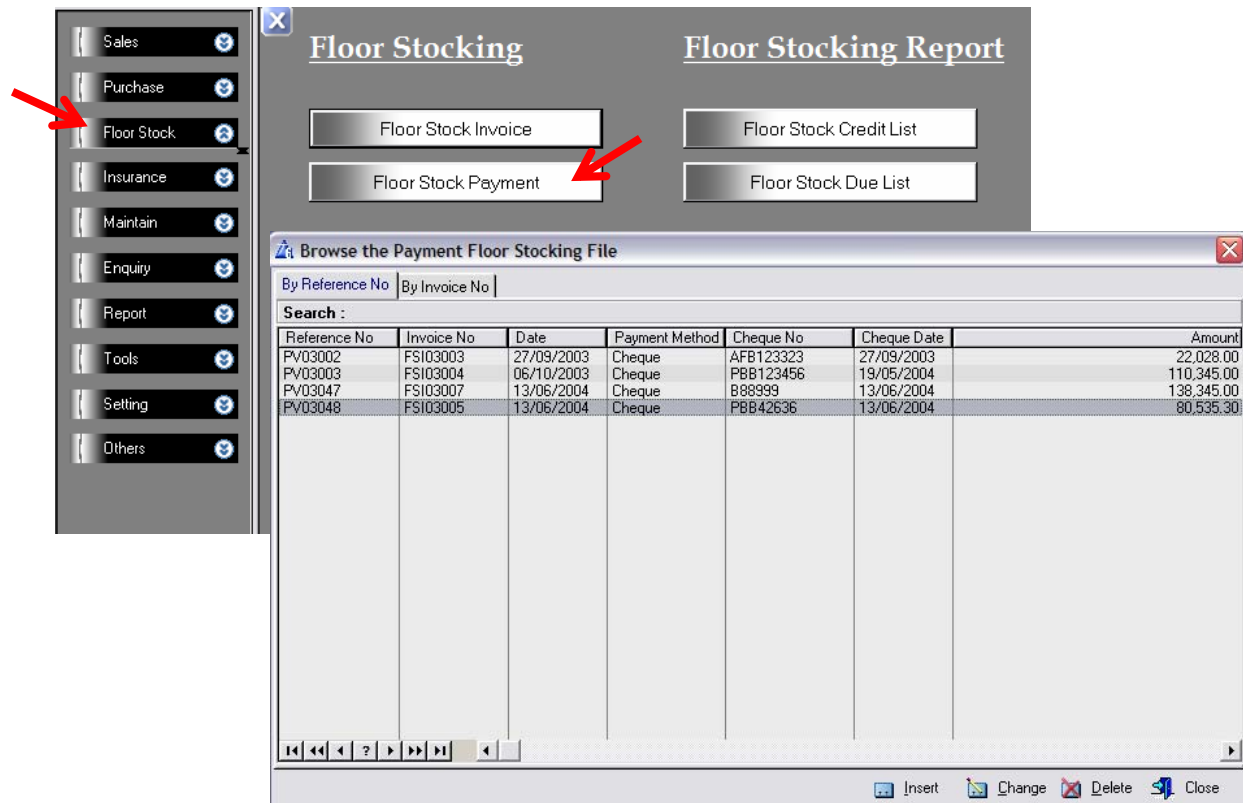 Sales
Purchase
Floor Stock
Insurance
Maintain
Enquiry
Report
Tools
Setting
Others
X
Floor Stocking
Floor Stocking Report
Floor Stock Invoice
Floor Stock Credit List
Floor Stock Payment
Floor Stock Due List
Browse the Payment Floor Stocking File
By Reference No By Invoice No
Search :
Reference No Invoice No Date Payment Method Cheque No Cheque Date Amount
PV03002 FSI03003 27/09/2003 Cheque AFB123323 27/09/2003 22,028.00
PV03003 FSI03004 06/10/2003 Cheque PBB123456 19/05/2004 110,345.00
PV03047 FSI03007 13/06/2004 Cheque B88999 13/06/2004 138,345.00
PV03048 FSI03005 13/06/2004 Cheque PBB42636 13/06/2004 80,535.30
?
Insert Change Delete Close